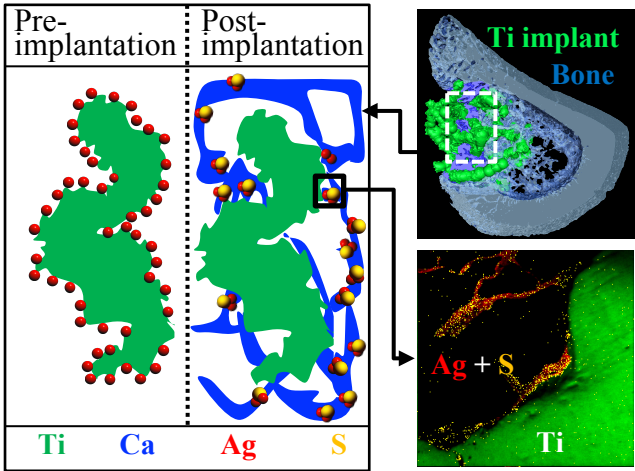 Pre-
implantation
Post-
implantation
Ti Ca Ag S
Ti implant
Bone
Ag + S
Ti